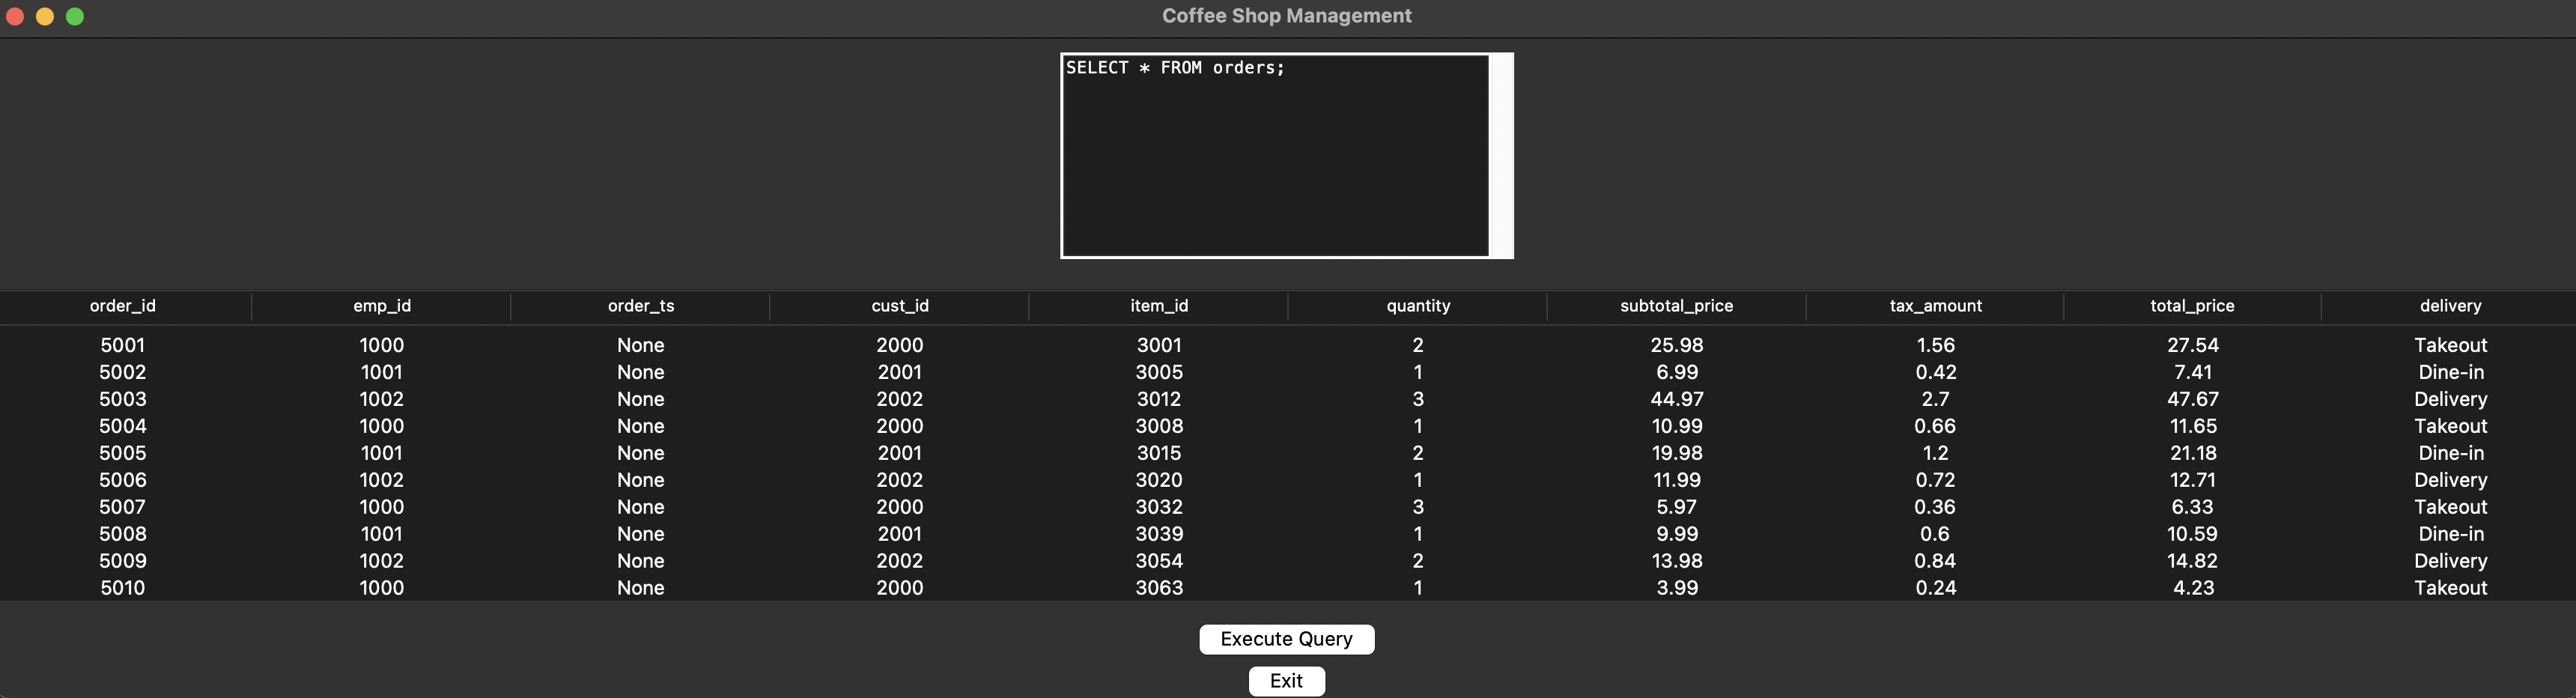 Coffee Shop Management
SELECT * FROM orders;
order_id emp_id order_ts cust_id item_id quantity subtotal_price tax_amount total_price delivery
5001 1000 None 2000 3001 2 25.98 1.56 27.54 Takeout
5002 1001 None 2001 3005 1 6.99 0.42 7.41 Dine-in
5003 1002 None 2002 3012 3 44.97 2.7 47.67 Delivery
5004 1000 None 2000 3008 1 10.99 0.66 11.65 Takeout
5005 1001 None 2001 3015 2 19.98 1.2 21.18 Dine-in
5006 1002 None 2002 3020 1 11.99 0.72 12.71 Delivery
5007 1000 None 2000 3032 3 5.97 0.36 6.33 Takeout
5008 1001 None 2001 3039 1 9.99 0.6 10.59 Dine-in
5009 1002 None 2002 3054 2 13.98 0.84 14.82 Delivery
5010 1000 None 2000 3063 1 3.99 0.24 4.23 Takeout
Execute Query
Exit